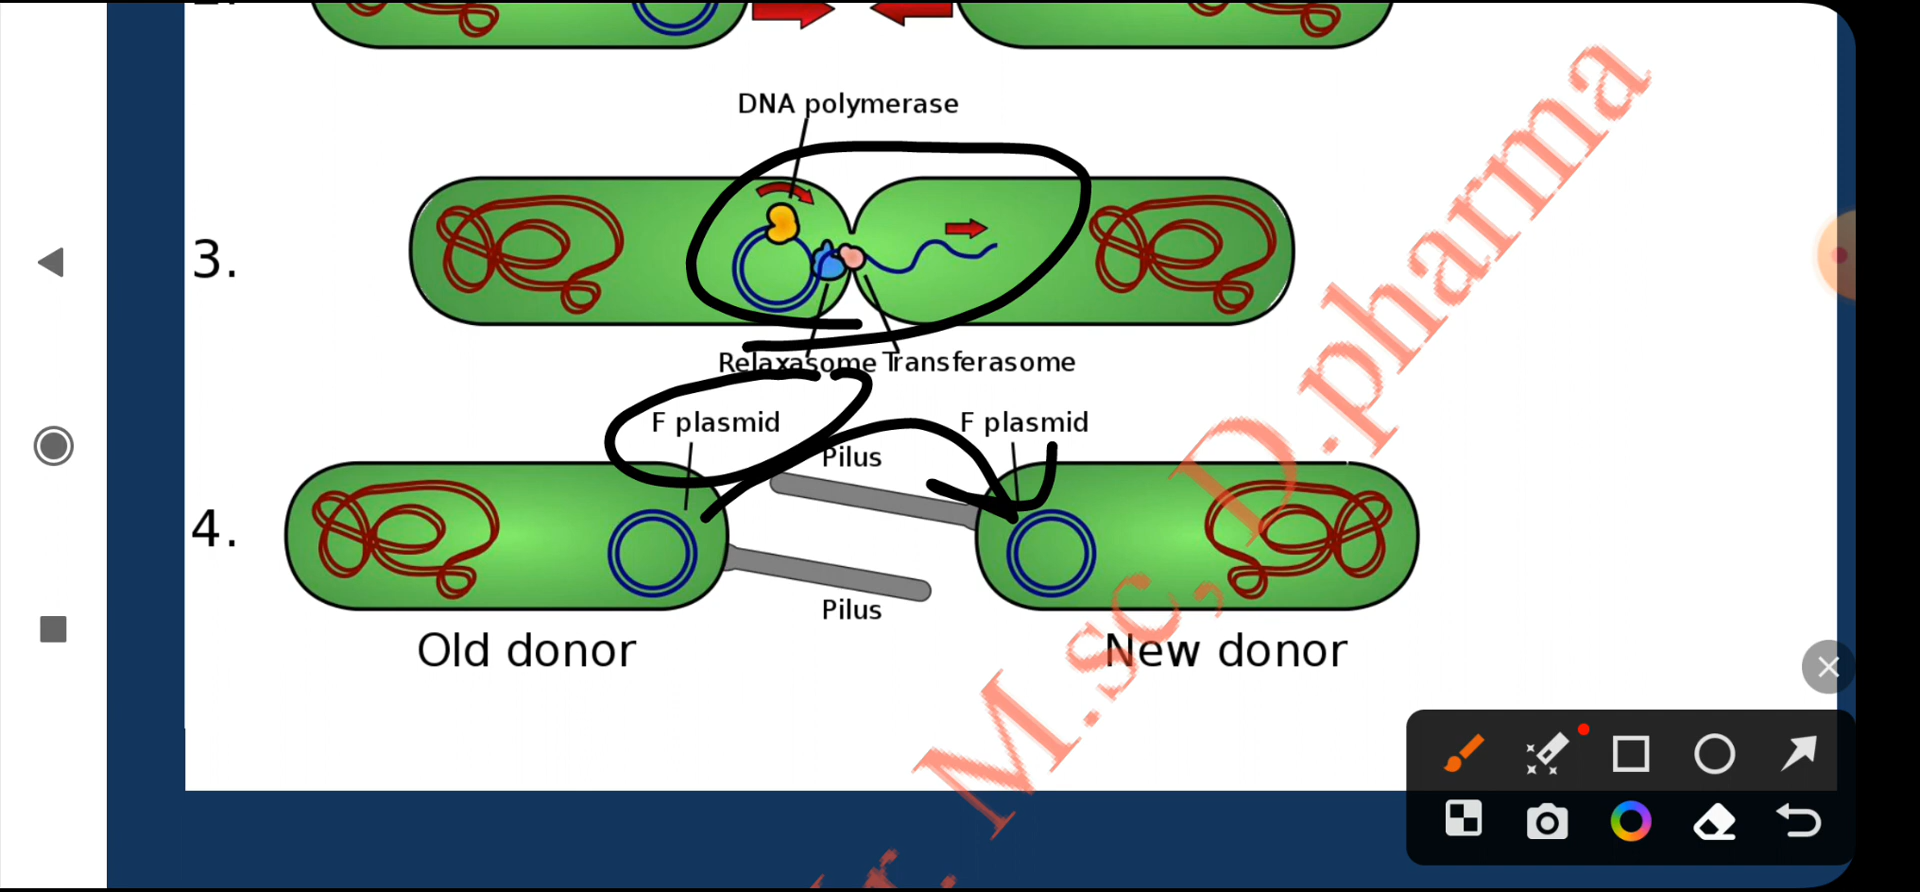 DNA polymerase
3.
Relaxasome Transferasome
F plasmid F plasmid
Pilus
4.
Pilus
Old donor New donor
M.sc, D.pharma